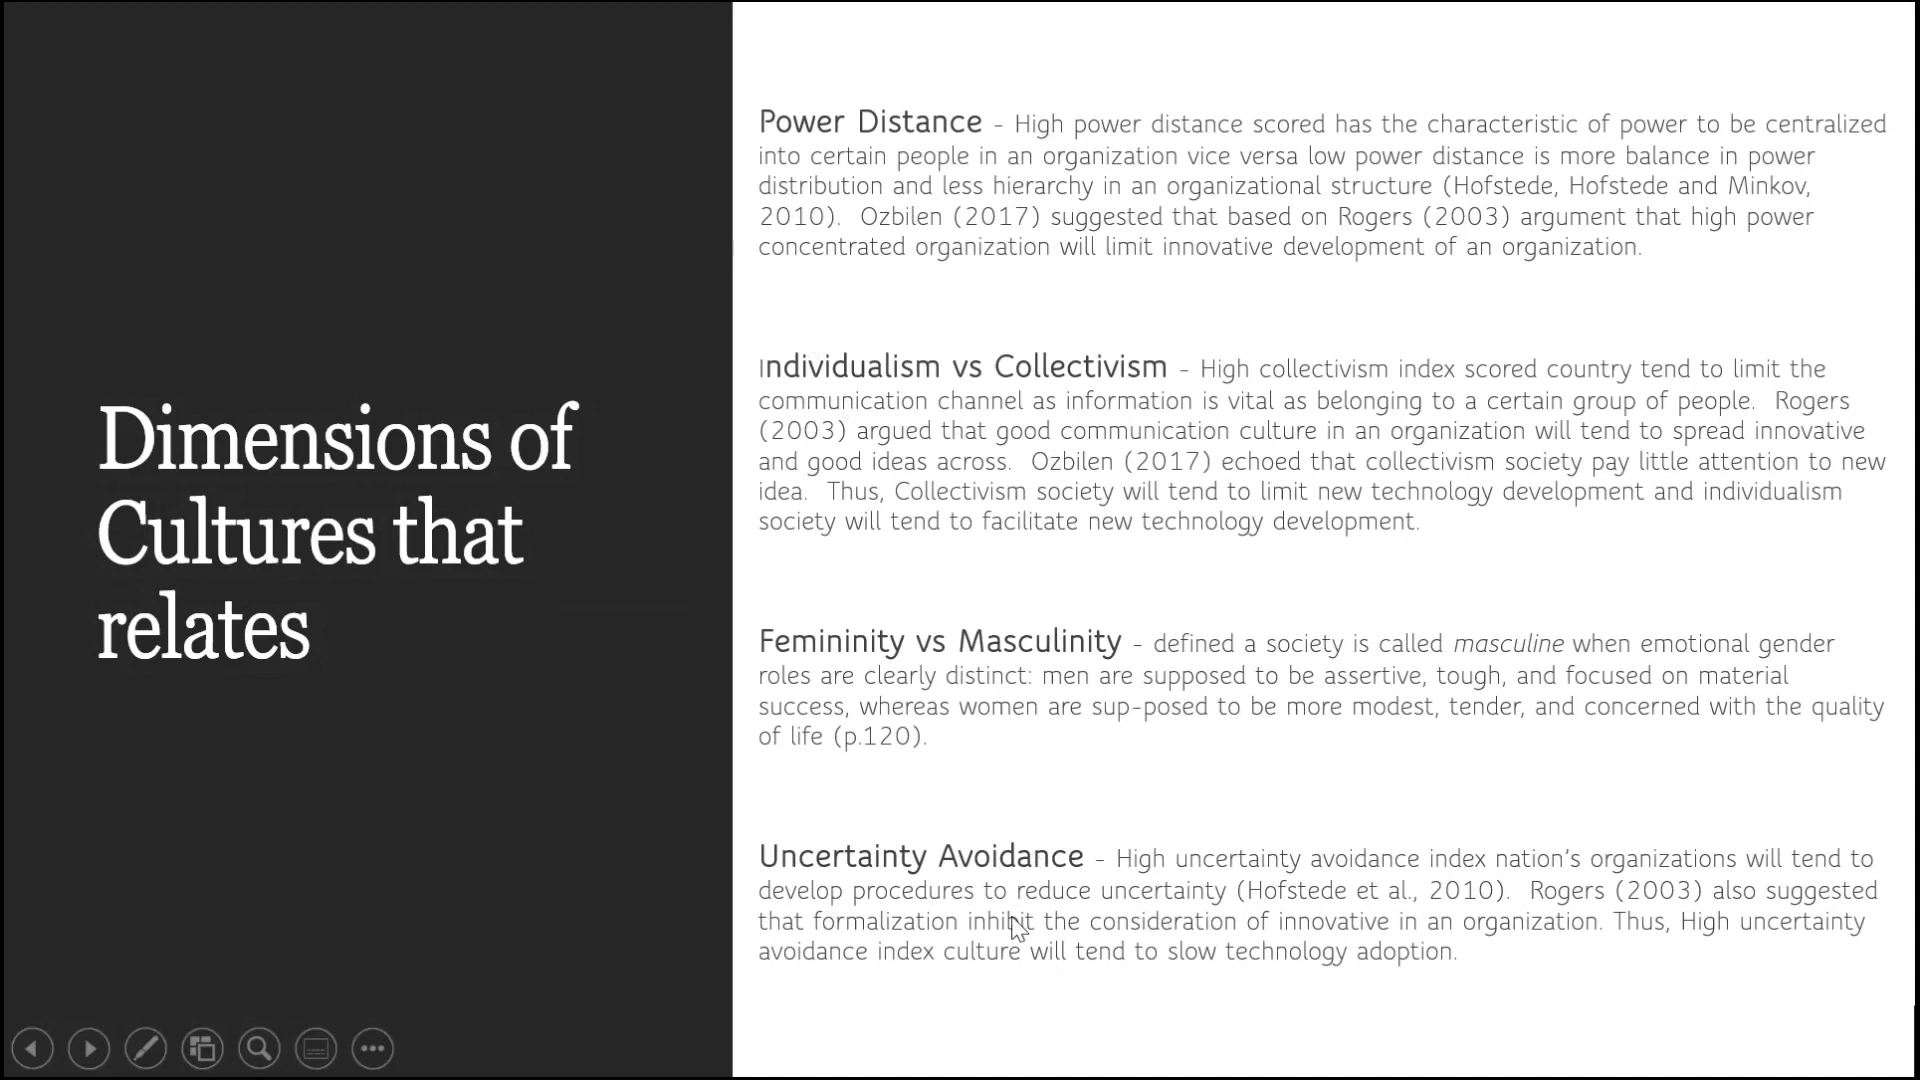 Dimensions of
Cultures that
relates
Power Distance - High power distance scored has the characteristic of power to be centralized
into certain people in an organization vice versa low power distance is more balance in power
distribution and less hierarchy in an organizational structure (Hofstede, Hofstede and Minkov,
2010).  Ozbilen (2017) suggested that based on Rogers (2003) argument that high power
concentrated organization will limit innovative development of an organization.
Individualism vs Collectivism - High collectivism index scored country tend to limit the
communication channel as information is vital as belonging to a certain group of people.  Rogers
(2003) argued that good communication culture in an organization will tend to spread innovative
and good ideas across.  Ozbilen (2017) echoed that collectivism society pay little attention to new
idea.  Thus, Collectivism society will tend to limit new technology development and individualism
society will tend to facilitate new technology development.
Femininity vs Masculinity - defined a society is called masculine when emotional gender
roles are clearly distinct: men are supposed to be assertive, tough, and focused on material
success, whereas women are sup-posed to be more modest, tender, and concerned with the quality
of life (p.120).
Uncertainty Avoidance - High uncertainty avoidance index nation’s organizations will tend to
develop procedures to reduce uncertainty (Hofstede et al., 2010).  Rogers (2003) also suggested
that formalization inhibit the consideration of innovative in an organization. Thus, High uncertainty
avoidance index culture will tend to slow technology adoption.